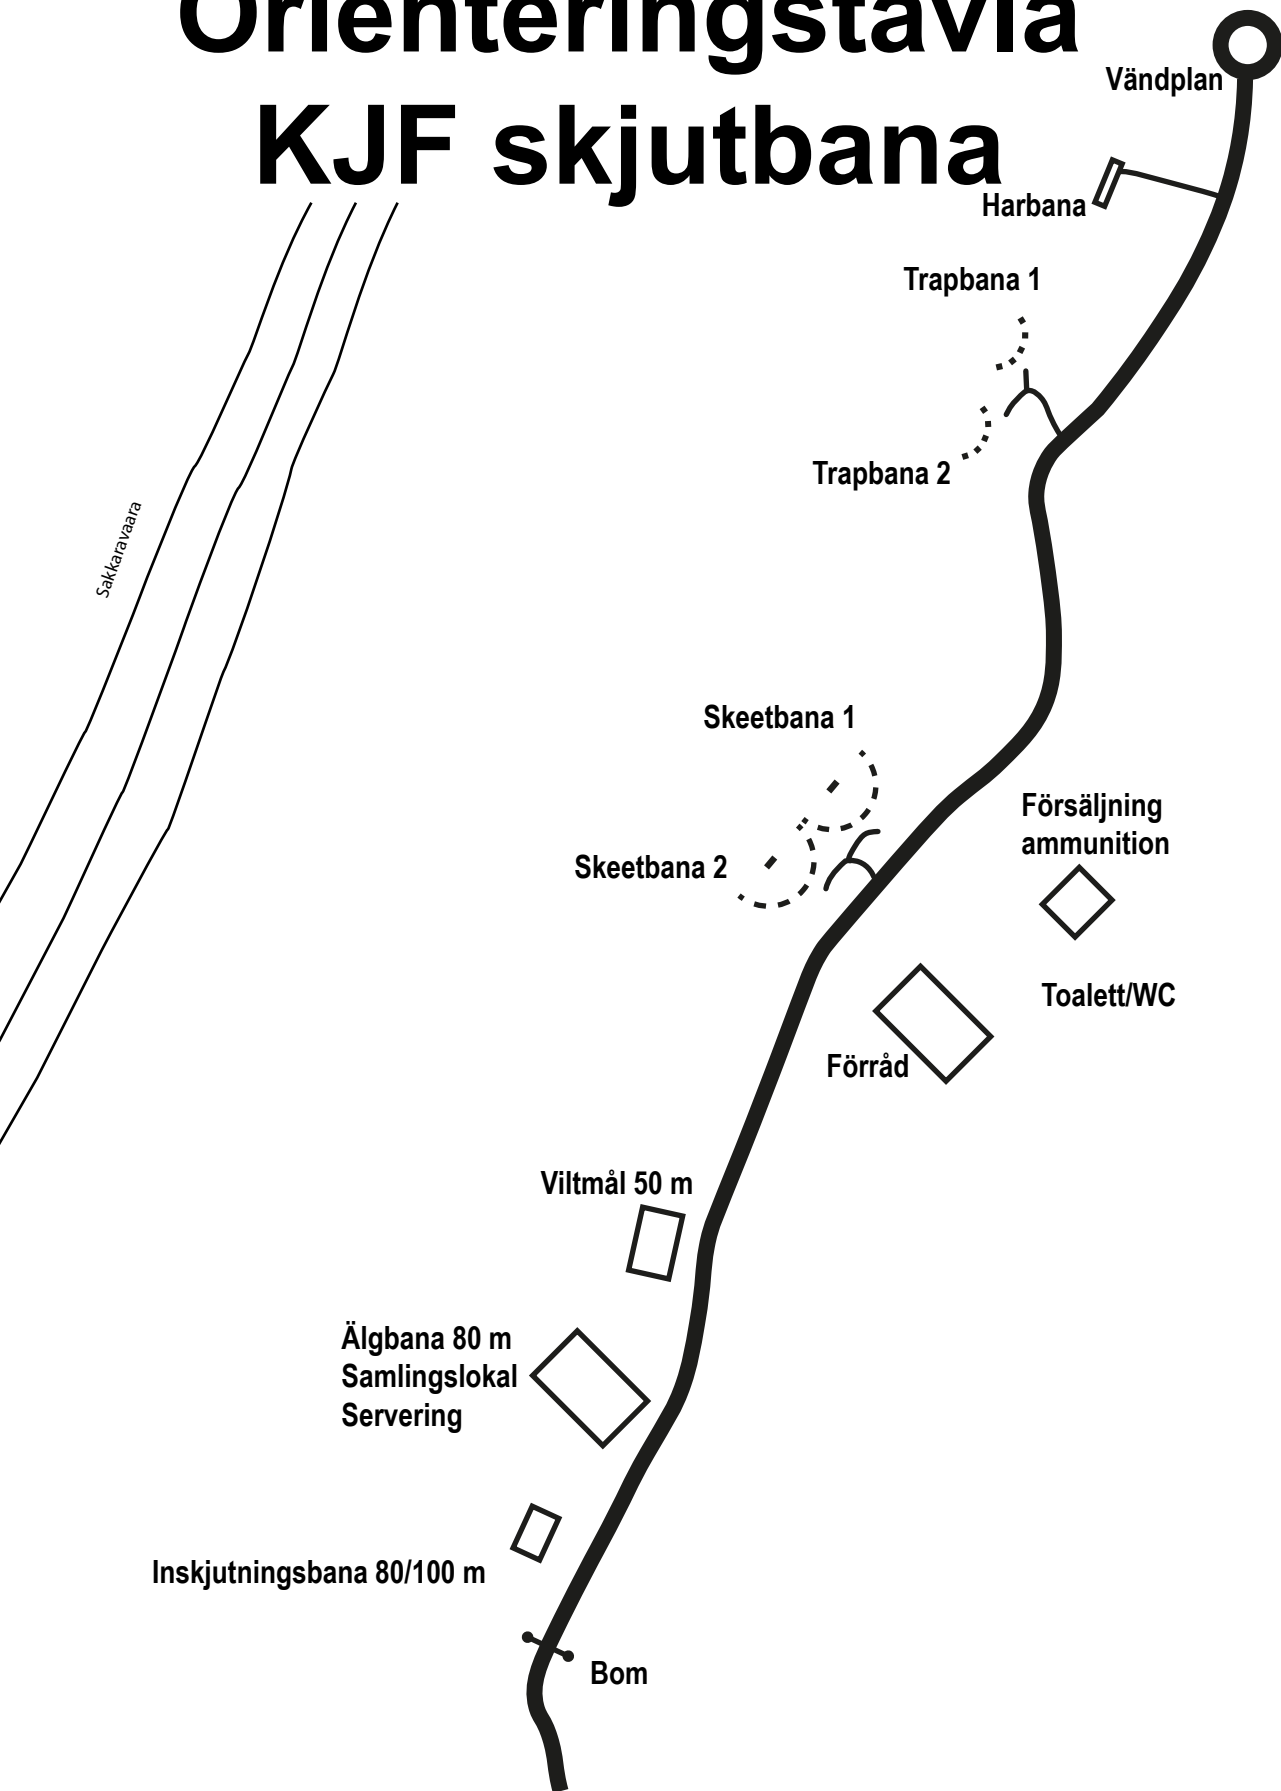 Orienteringstavla
KJF skjutbana
Vändplan
Harbana
Trapbana 1
Trapbana 2
Sakkaravaara
Skeetbana 1
Försäljning
ammunition
Skeetbana 2
Toalett/WC
Förråd
Viltmål 50 m
Älgbana 80 m
Samlingslokal
Servering
Inskjutningsbana 80/100 m
Bom